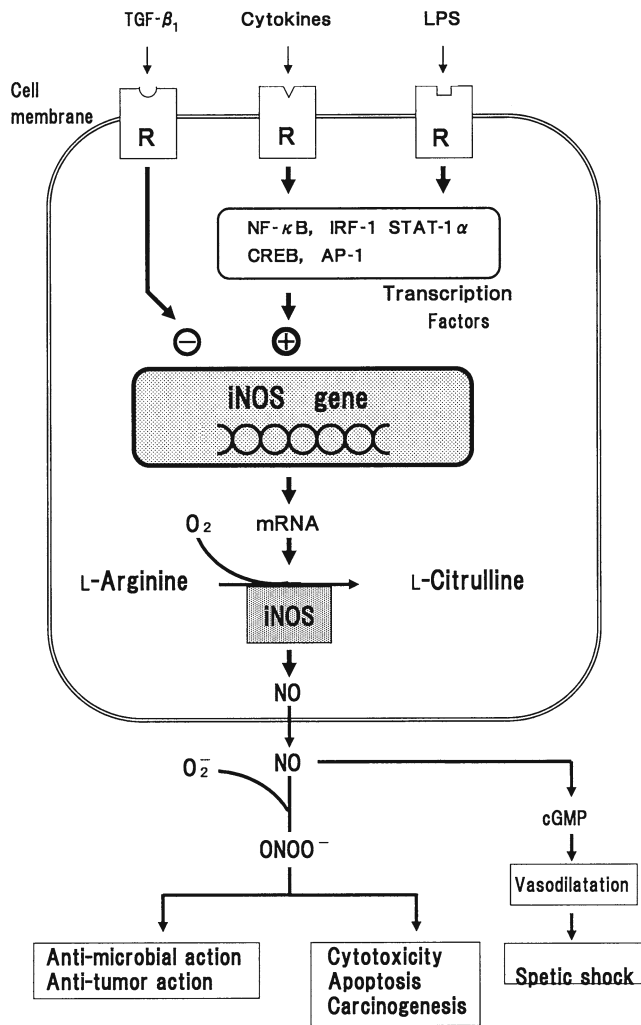 TGF-β₁ Cytokines LPS
Cell
membrane
R R R
NF-κB, IRF-1 STAT-1α
CREB, AP-1
Transcription
Factors
− +
iNOS gene
O₂ mRNA
L-Arginine L-Citrulline
iNOS
NO
NO
O₂⁻
cGMP
ONOO⁻
Vasodilatation
Anti-microbial action
Anti-tumor action
Cytotoxicity
Apoptosis
Carcinogenesis
Spetic shock